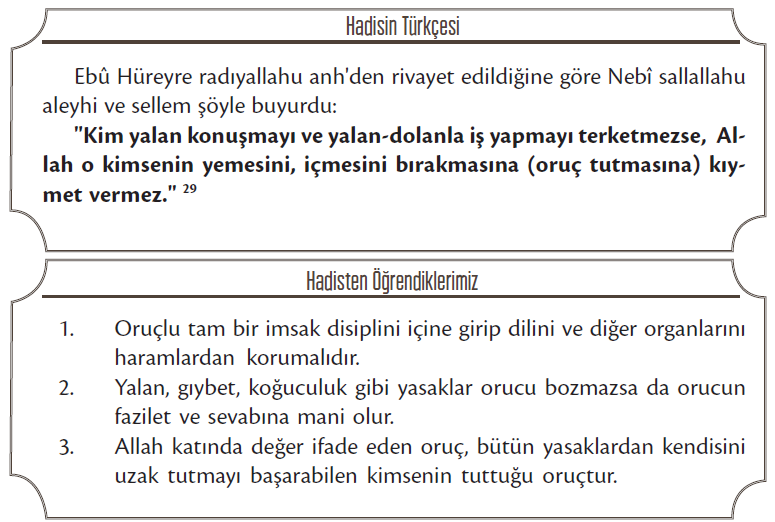 Hadisin Türkçesi
Ebû Hüreyre radıyallahu anh'den rivayet edildiğine göre Nebî sallallahu
aleyhi ve sellem şöyle buyurdu:
"Kim yalan konuşmayı ve yalan-dolanla iş yapmayı terketmezse, Al-
lah o kimsenin yemesini, içmesini bırakmasına (oruç tutmasına) kıy-
met vermez." 29
Hadisten Öğrendiklerimiz
1. Oruçlu tam bir imsak disiplini içine girip dilini ve diğer organlarını
haramlardan korumalıdır.
2. Yalan, gıybet, koğuculuk gibi yasaklar orucu bozmazsa da orucun
fazilet ve sevabına mani olur.
3. Allah katında değer ifade eden oruç, bütün yasaklardan kendisini
uzak tutmayı başarabilen kimsenin tuttuğu oruçtur.